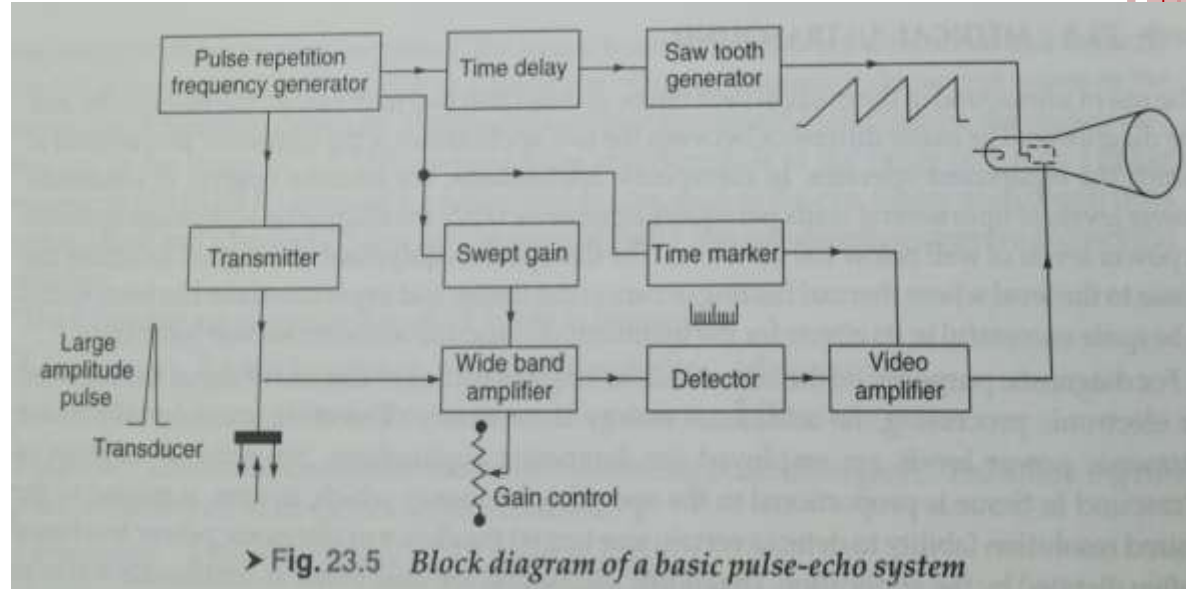 Pulse repetition
frequency generator
Time delay
Saw tooth
generator
Transmitter
Swept gain
Time marker
Large
amplitude
pulse
Wide band
amplifier
Detector
Video
amplifier
Transducer
Gain control
➤ Fig. 23.5 Block diagram of a basic pulse-echo system